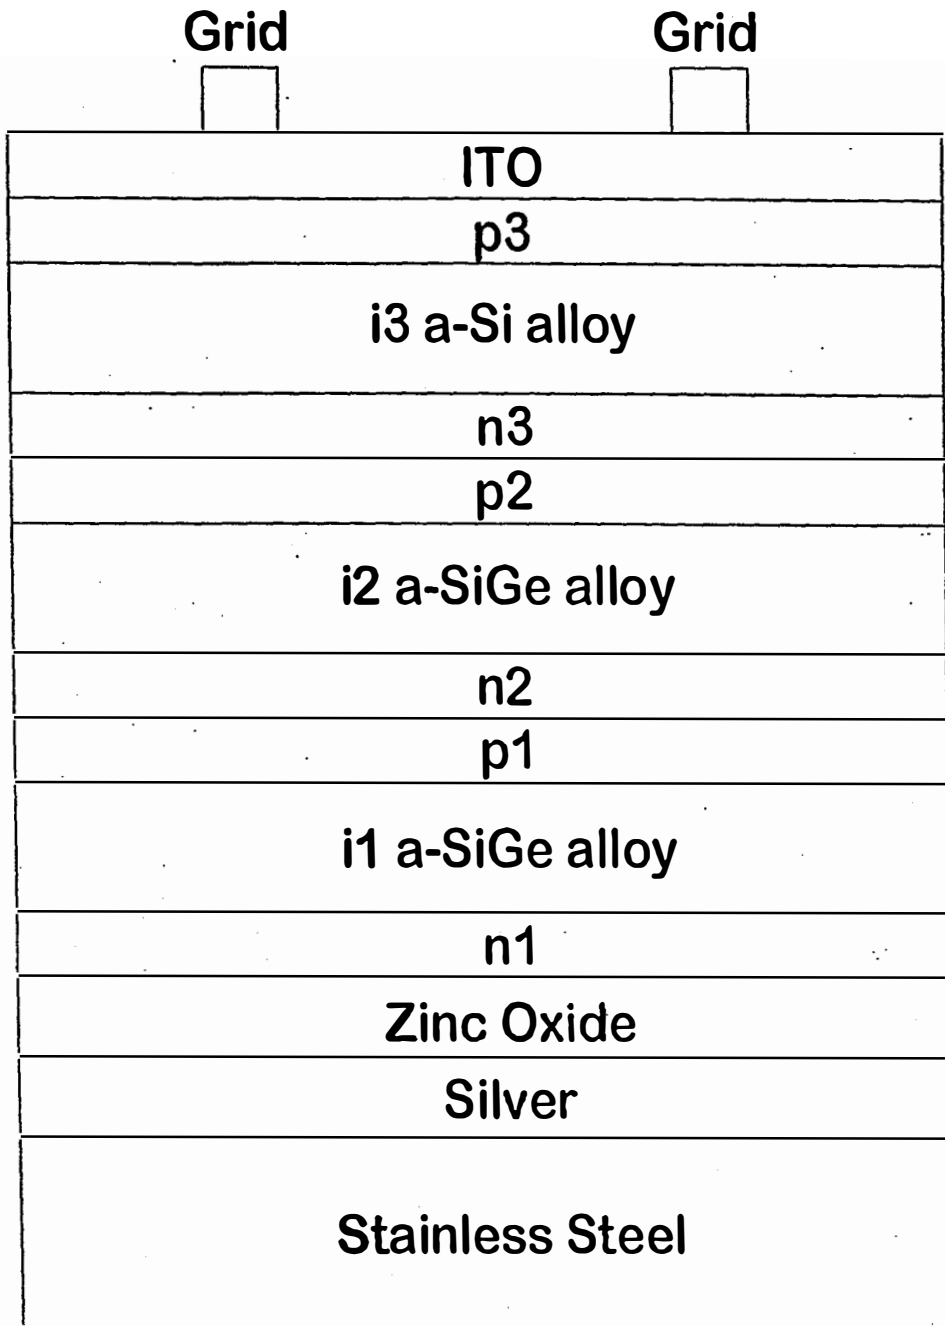 Grid Grid
ITO
p3
i3 a-Si alloy
n3
p2
i2 a-SiGe alloy
n2
p1
i1 a-SiGe alloy
n1
Zinc Oxide
Silver
Stainless Steel